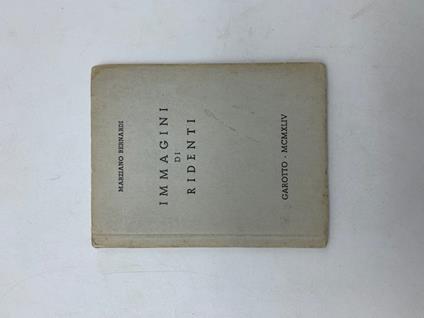 MARZIANO BERNARDI
IMMAGINI
DI
RIDENTI
GAROTTO - MCMXLIV